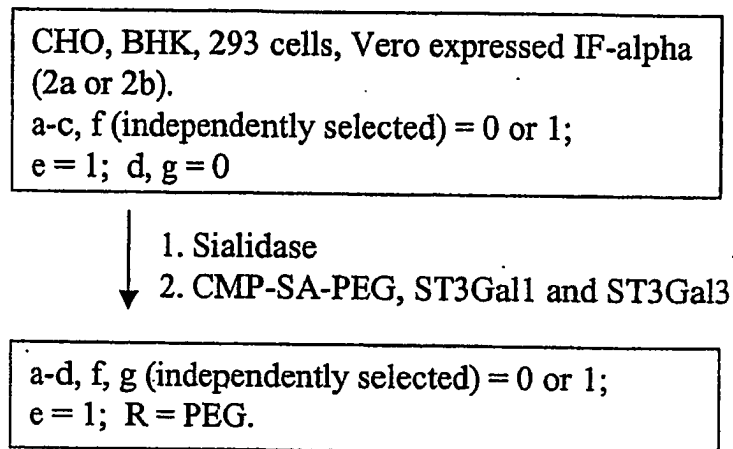 CHO, BHK, 293 cells, Vero expressed IF-alpha
(2a or 2b).
a-c, f (independently selected) = 0 or 1;
e = 1; d, g = 0
1. Sialidase
2. CMP-SA-PEG, ST3Gal1 and ST3Gal3
a-d, f, g (independently selected) = 0 or 1;
e = 1; R = PEG.